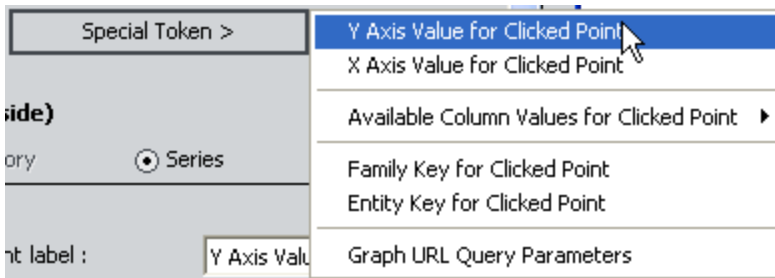 Special Token >
Y Axis Value for Clicked Point
X Axis Value for Clicked Point
side)
Available Column Values for Clicked Point
ory
Series
Family Key for Clicked Point
Entity Key for Clicked Point
nt label :
Y Axis Valu
Graph URL Query Parameters